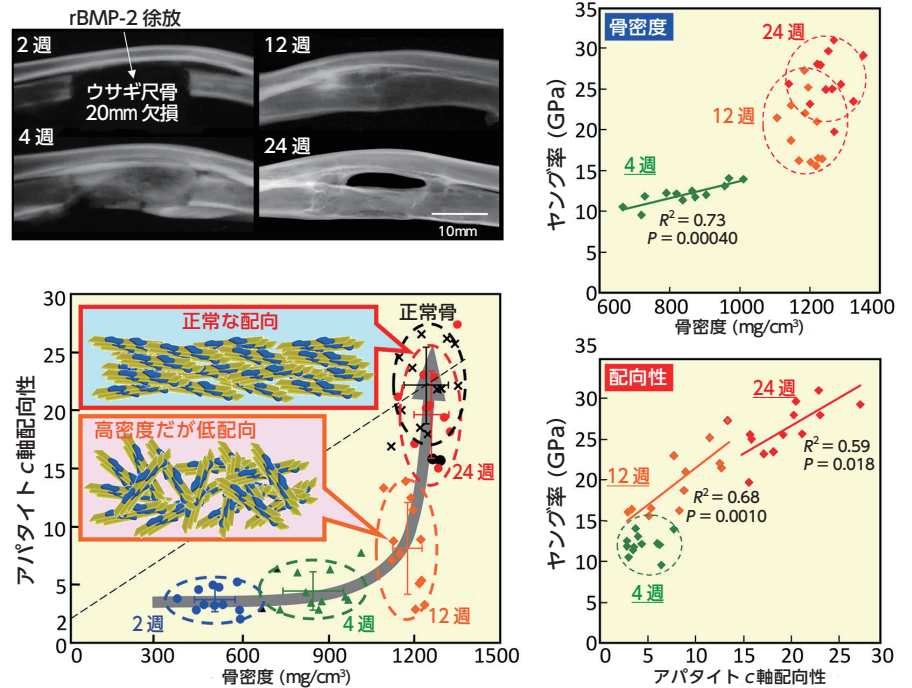 rBMP-2 徐放
2 週
12 週
ウサギ尺骨
20mm 欠損
4 週
24 週
10mm
骨密度
35
30
25
20
15
10
5
0
ヤング率 (GPa)
24 週
12 週
4 週
R² = 0.73
P = 0.00040
600 800 1000 1200 1400
骨密度 (mg/cm³)
30
25
20
15
10
5
2
0
アパタイト c 軸配向性
正常な配向
高密度だが低配向
正常骨
24 週
12 週
4 週
2 週
300 600 900 1200 1500
骨密度 (mg/cm³)
35
30
25
20
15
10
5
0
ヤング率 (GPa)
配向性
24 週
R² = 0.59
P = 0.018
12 週
R² = 0.68
P = 0.0010
4 週
0 5 10 15 20 25 30
アパタイト c 軸配向性